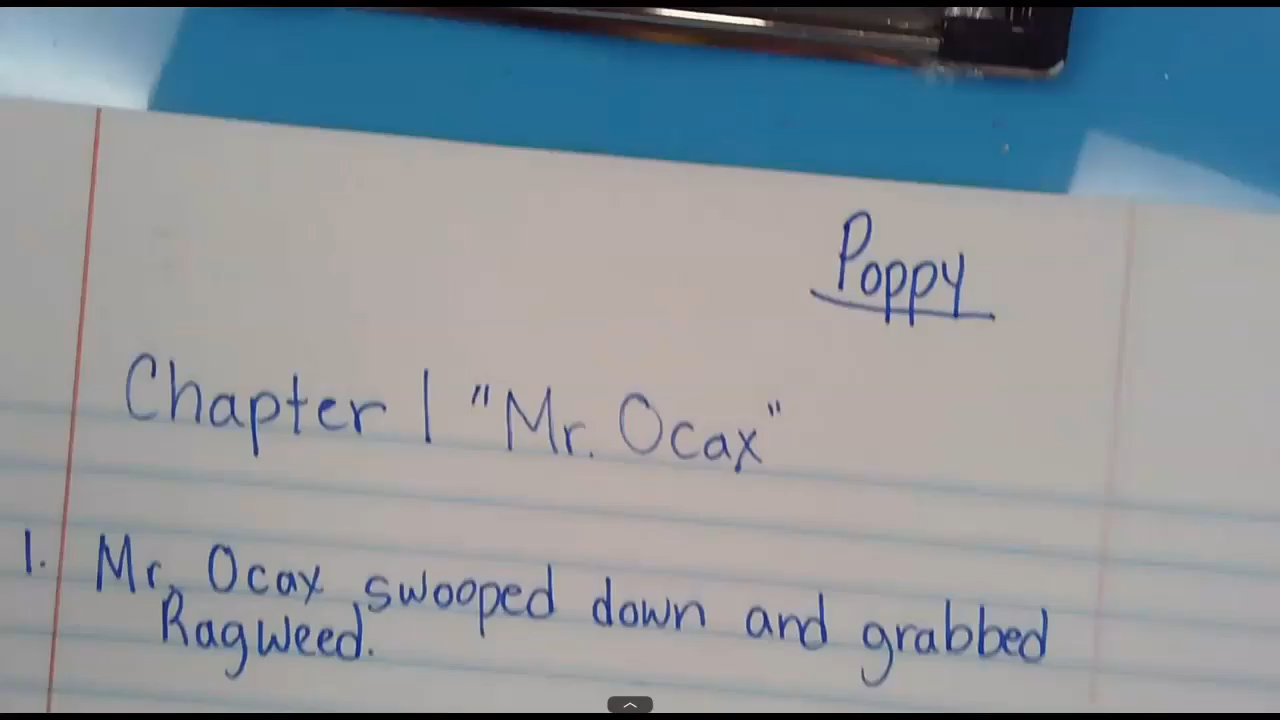 Poppy
Chapter 1 "Mr. Ocax"
1. Mr. Ocax swooped down and grabbed
Ragweed.